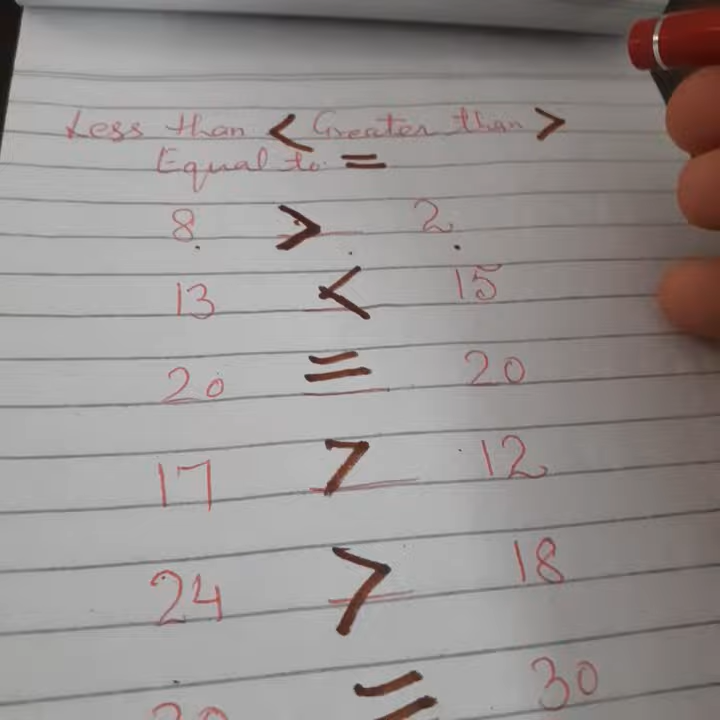 Less than < Greater than >
Equal to =
8 > 2
13 < 15
20 = 20
17 > 12
24 > 18
= 30